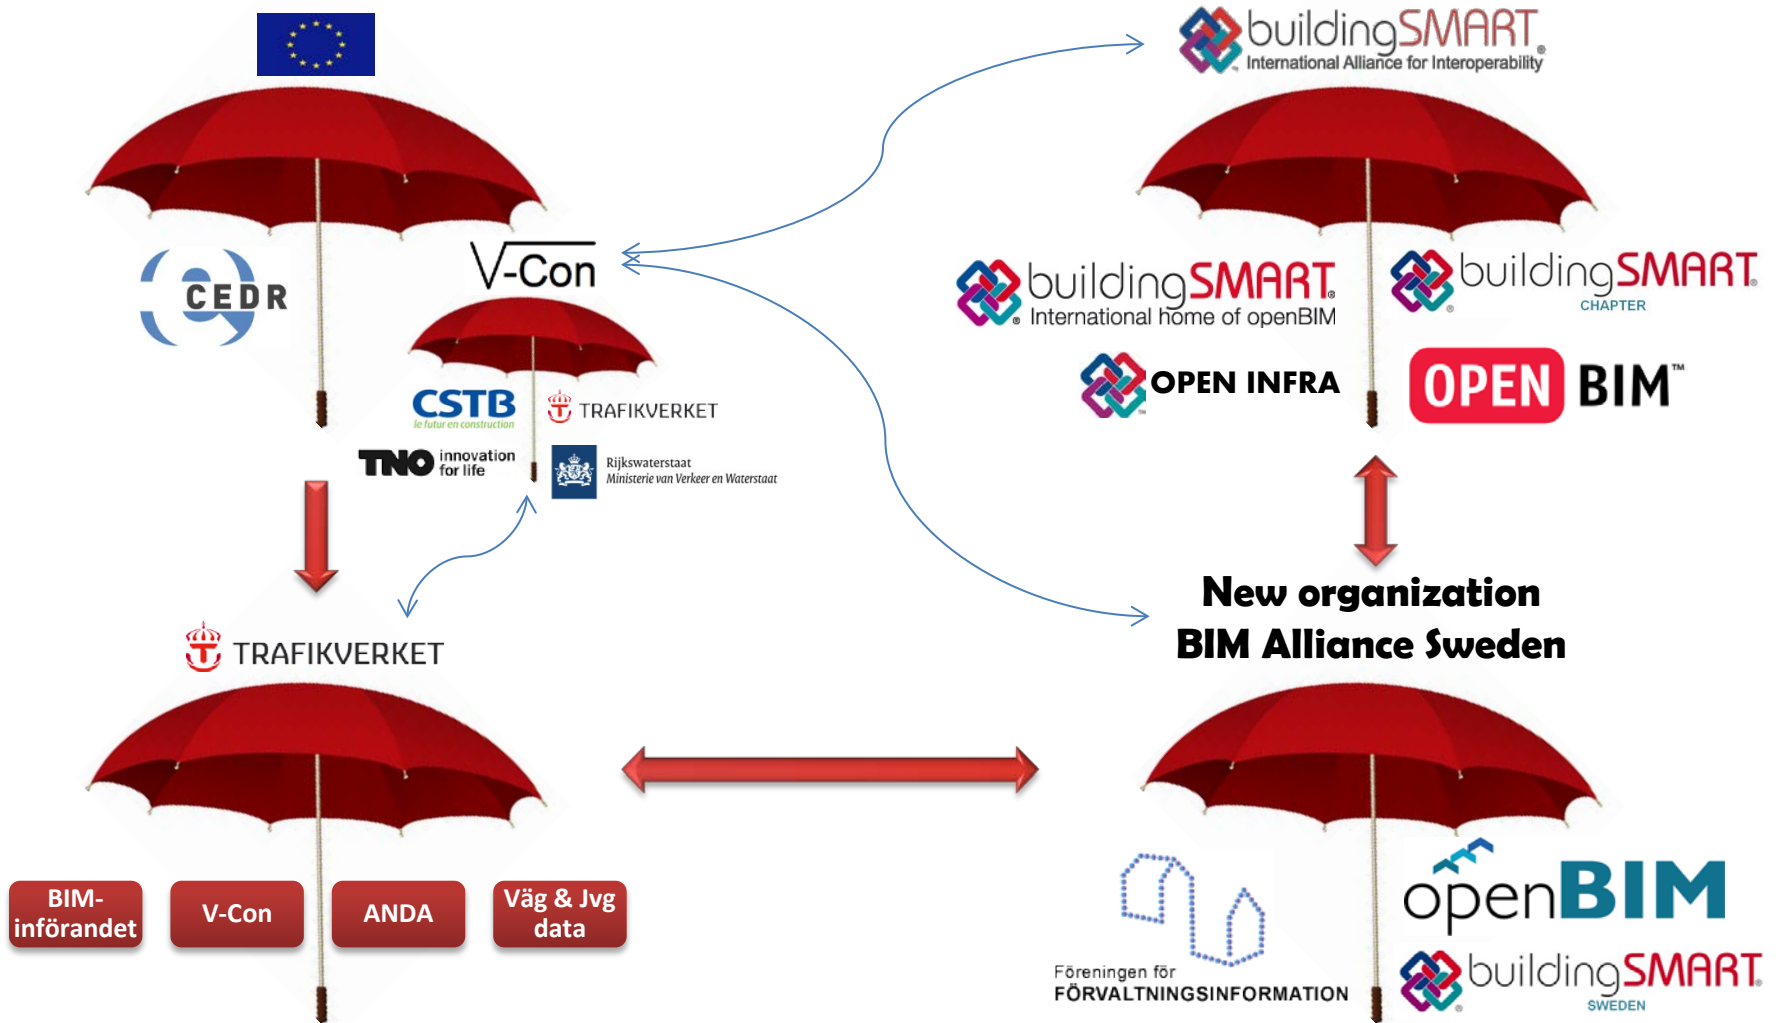 buildingSMART®
International Alliance for Interoperability
CEDR
V-Con
CSTB
le futur en construction
TRAFIKVERKET
TNO innovation
for life
Rijkswaterstaat
Ministerie van Verkeer en Waterstaat
buildingSMART®
International home of openBIM
buildingSMART®
CHAPTER
OPEN INFRA
OPEN BIM™
TRAFIKVERKET
BIM-
införandet
V-Con
ANDA
Väg & Jvg
data
New organization
BIM Alliance Sweden
Föreningen för
FÖRVALTNINGSINFORMATION
openBIM
buildingSMART®
SWEDEN